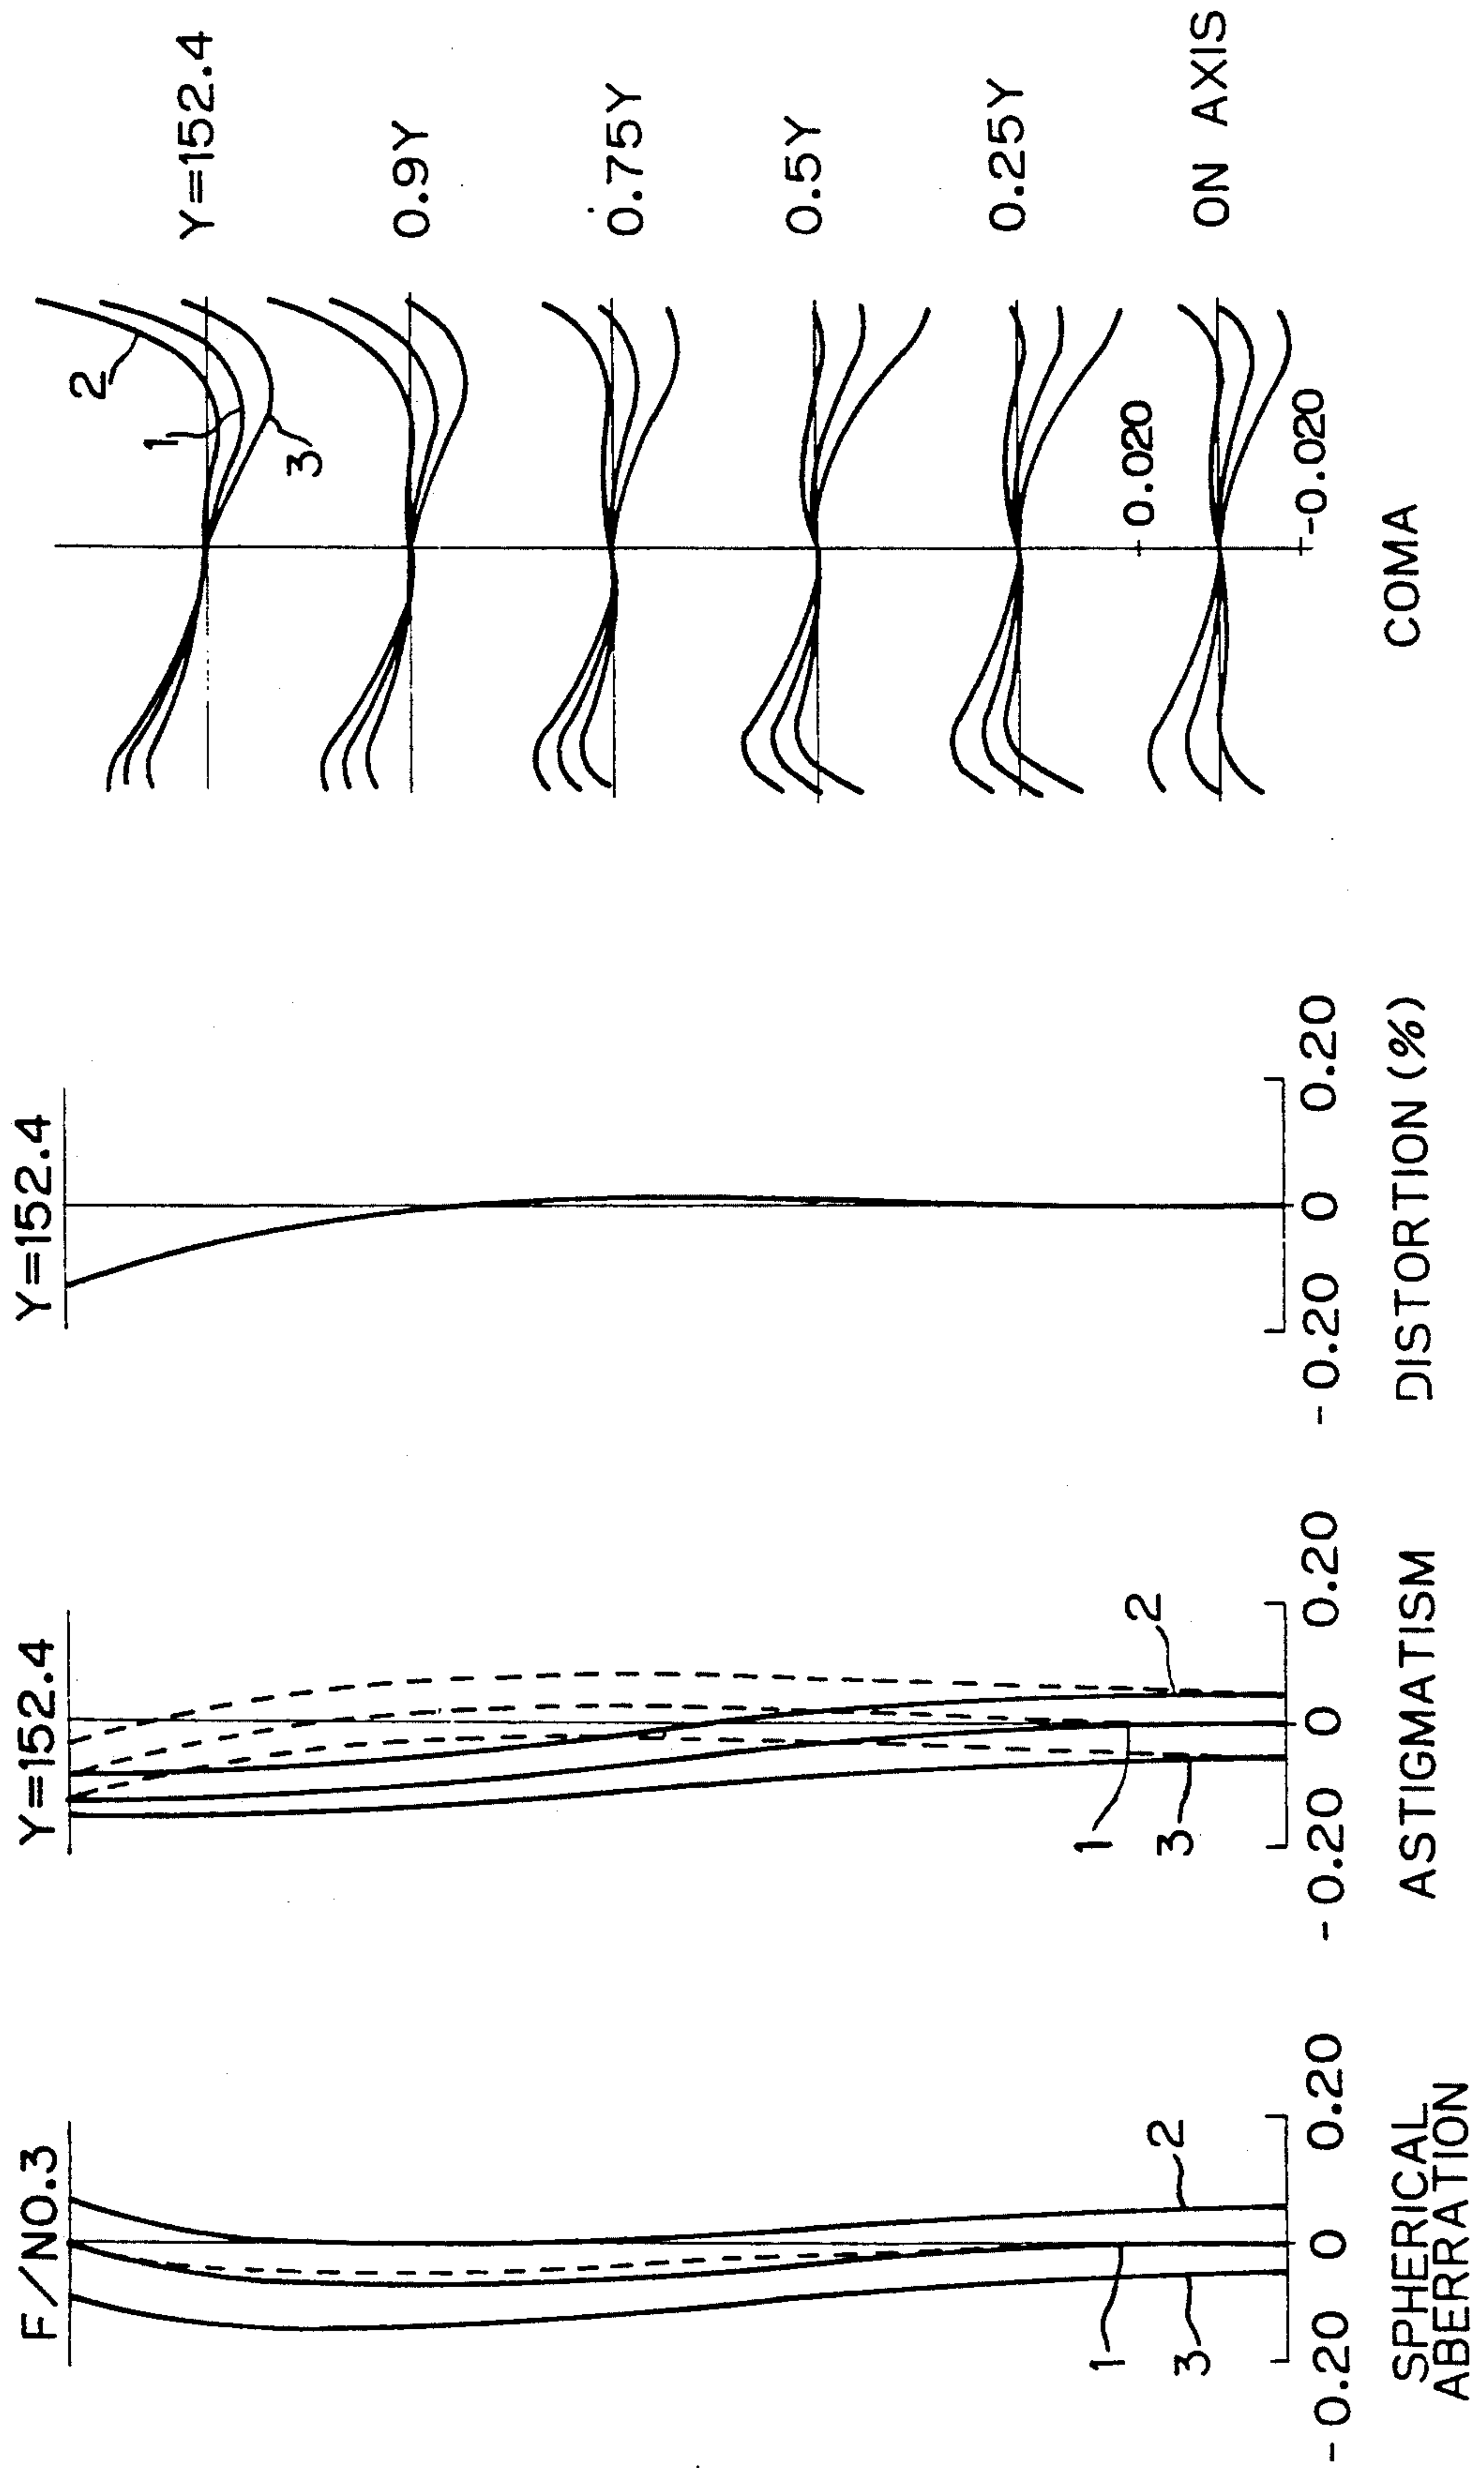 F/NO.3
1
2
3
-0.20
0
0.20
SPHERICAL
ABERRATION
Y=152.4
1
2
3
-0.20
0
0.20
ASTIGMATISM
Y=152.4
-0.20
0
0.20
DISTORTION (%)
2
1
3
Y=152.4
0.9Y
0.75Y
0.5Y
0.25Y
0.020
ON AXIS
-0.020
COMA